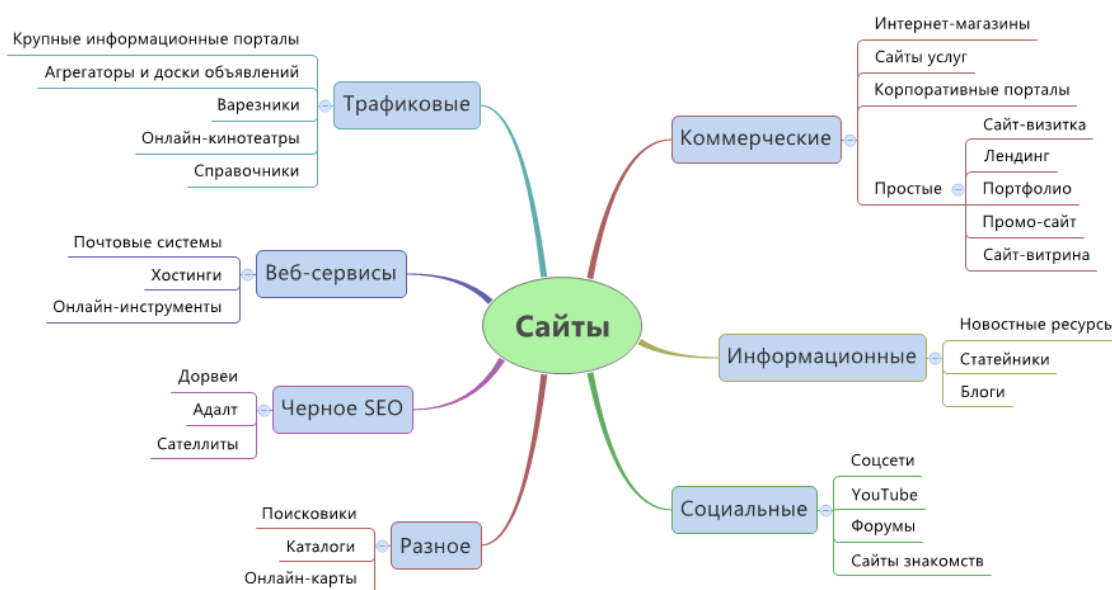 Сайты
Коммерческие
Интернет-магазины
Сайты услуг
Корпоративные порталы
Простые
Сайт-визитка
Лендинг
Портфолио
Промо-сайт
Сайт-витрина
Информационные
Новостные ресурсы
Статейники
Блоги
Социальные
Соцсети
YouTube
Форумы
Сайты знакомств
Трафиковые
Крупные информационные порталы
Агрегаторы и доски объявлений
Варезники
Онлайн-кинотеатры
Справочники
Веб-сервисы
Почтовые системы
Хостинги
Онлайн-инструменты
Черное SEO
Дорвеи
Адалт
Сателлиты
Разное
Поисковики
Каталоги
Онлайн-карты